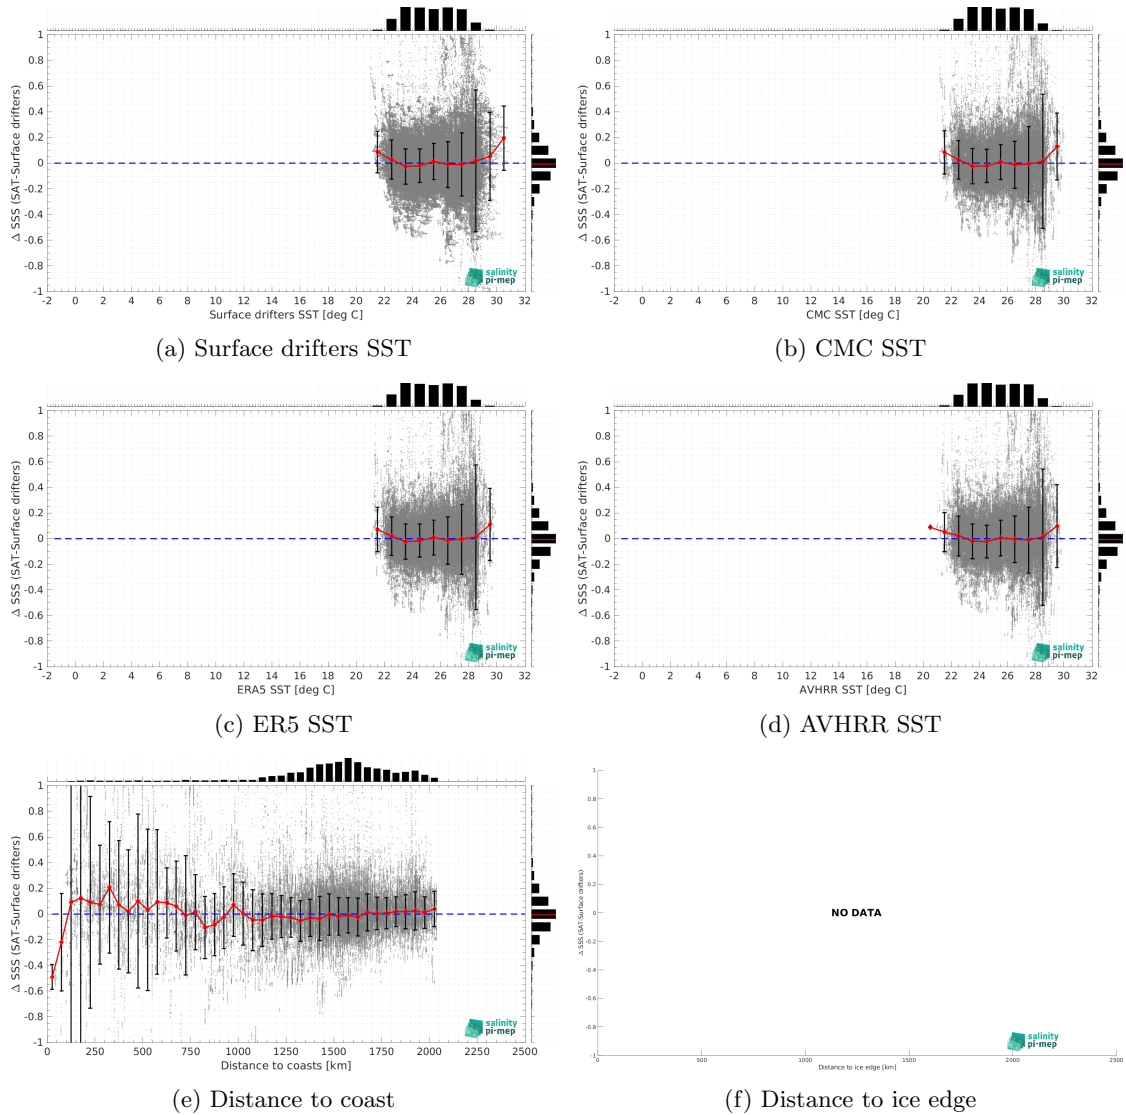 1
0.8
0.6
0.4
0.2
0
-0.2
-0.4
-0.6
-0.8
-1
Δ SSS (SAT-Surface drifters)
salinity
pi-mep
-2 0 2 4 6 8 10 12 14 16 18 20 22 24 26 28 30 32
Surface drifters SST [deg C]
(a) Surface drifters SST
1
0.8
0.6
0.4
0.2
0
-0.2
-0.4
-0.6
-0.8
-1
Δ SSS (SAT-Surface drifters)
salinity
pi-mep
-2 0 2 4 6 8 10 12 14 16 18 20 22 24 26 28 30 32
CMC SST [deg C]
(b) CMC SST
1
0.8
0.6
0.4
0.2
0
-0.2
-0.4
-0.6
-0.8
-1
Δ SSS (SAT-Surface drifters)
salinity
pi-mep
-2 0 2 4 6 8 10 12 14 16 18 20 22 24 26 28 30 32
ERA5 SST [deg C]
(c) ER5 SST
1
0.8
0.6
0.4
0.2
0
-0.2
-0.4
-0.6
-0.8
-1
Δ SSS (SAT-Surface drifters)
salinity
pi-mep
-2 0 2 4 6 8 10 12 14 16 18 20 22 24 26 28 30 32
AVHRR SST [deg C]
(d) AVHRR SST
1
0.8
0.6
0.4
0.2
0
-0.2
-0.4
-0.6
-0.8
-1
Δ SSS (SAT-Surface drifters)
salinity
pi-mep
0 250 500 750 1000 1250 1500 1750 2000 2250 2500
Distance to coasts [km]
(e) Distance to coast
1
0.8
0.6
0.4
0.2
0
-0.2
-0.4
-0.6
-0.8
-1
Δ SSS (SAT-Surface drifters)
NO DATA
salinity
pi-mep
0 500 1000 1500 2000 2500
Distance to ice edge [km]
(f) Distance to ice edge